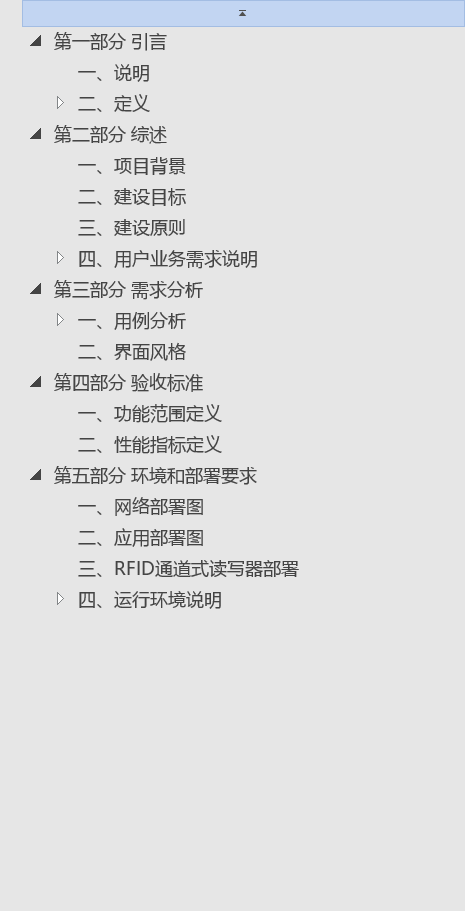 第一部分 引言
一、说明
二、定义
第二部分 综述
一、项目背景
二、建设目标
三、建设原则
四、用户业务需求说明
第三部分 需求分析
一、用例分析
二、界面风格
第四部分 验收标准
一、功能范围定义
二、性能指标定义
第五部分 环境和部署要求
一、网络部署图
二、应用部署图
三、RFID通道式读写器部署
四、运行环境说明